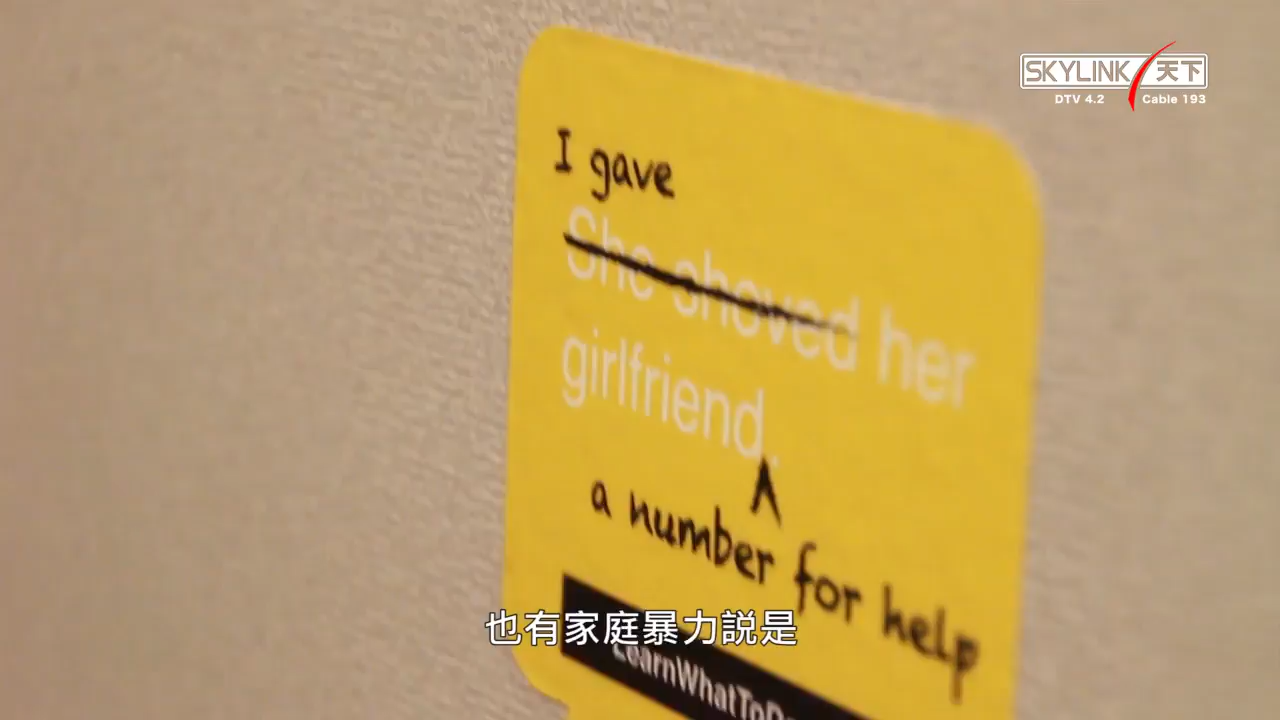 SKYLINK 天下
DTV 4.2 Cable 193
I gave
She shoved her
girlfriend.
a number for help
也有家庭暴力説是